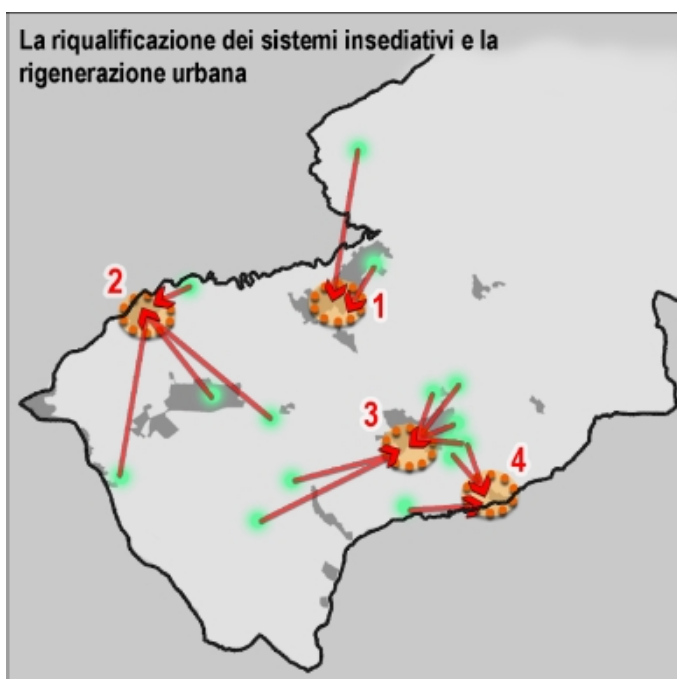 La riqualificazione dei sistemi insediativi e la
rigenerazione urbana
2
1
3
4